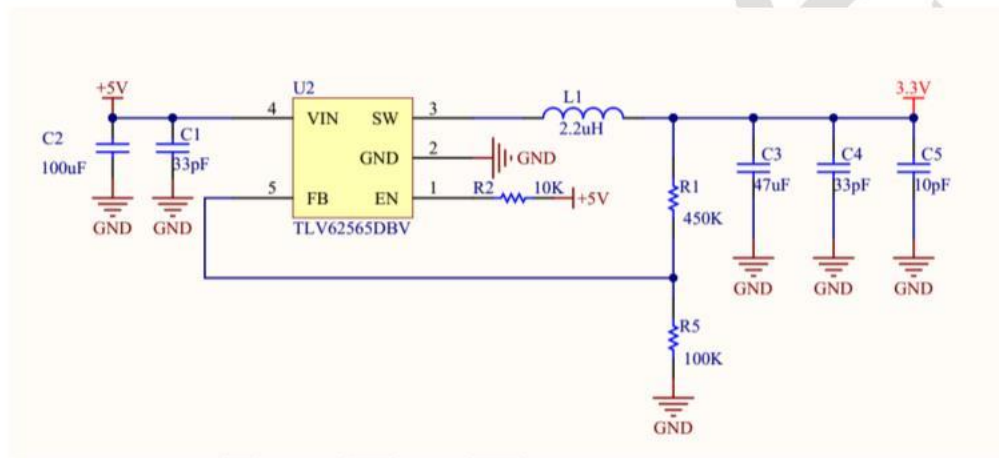 +5V
U2
L1
3.3V
4
VIN
SW
3
2.2uH
C2
100uF
C1
33pF
GND
2
GND
C3
47uF
C4
33pF
C5
10pF
5
FB
EN
1
R2
10K
+5V
R1
450K
GND
GND
TLV62565DBV
GND
GND
GND
R5
100K
GND